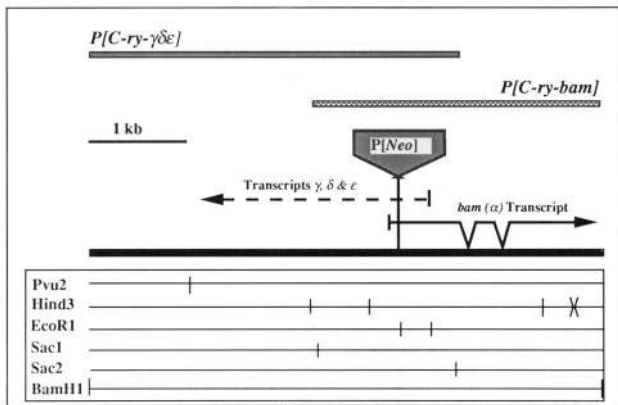 P[C-ry-γδε]
P[C-ry-bam]
1 kb
P[Neo]
Transcripts γ, δ & ε
bam (α) Transcript
Pvu2
Hind3
EcoR1
Sac1
Sac2
BamH1